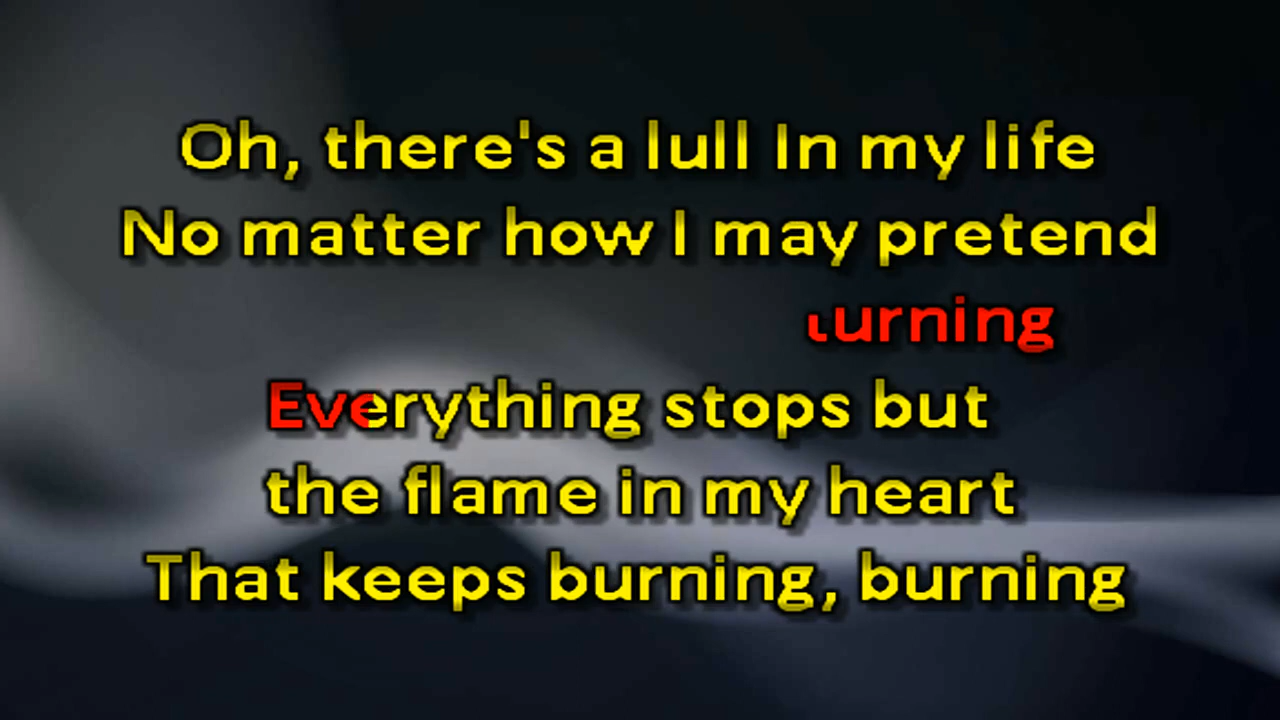 Oh, there's a lull In my life
No matter how I may pretend
turning
Everything stops but
the flame in my heart
That keeps burning, burning